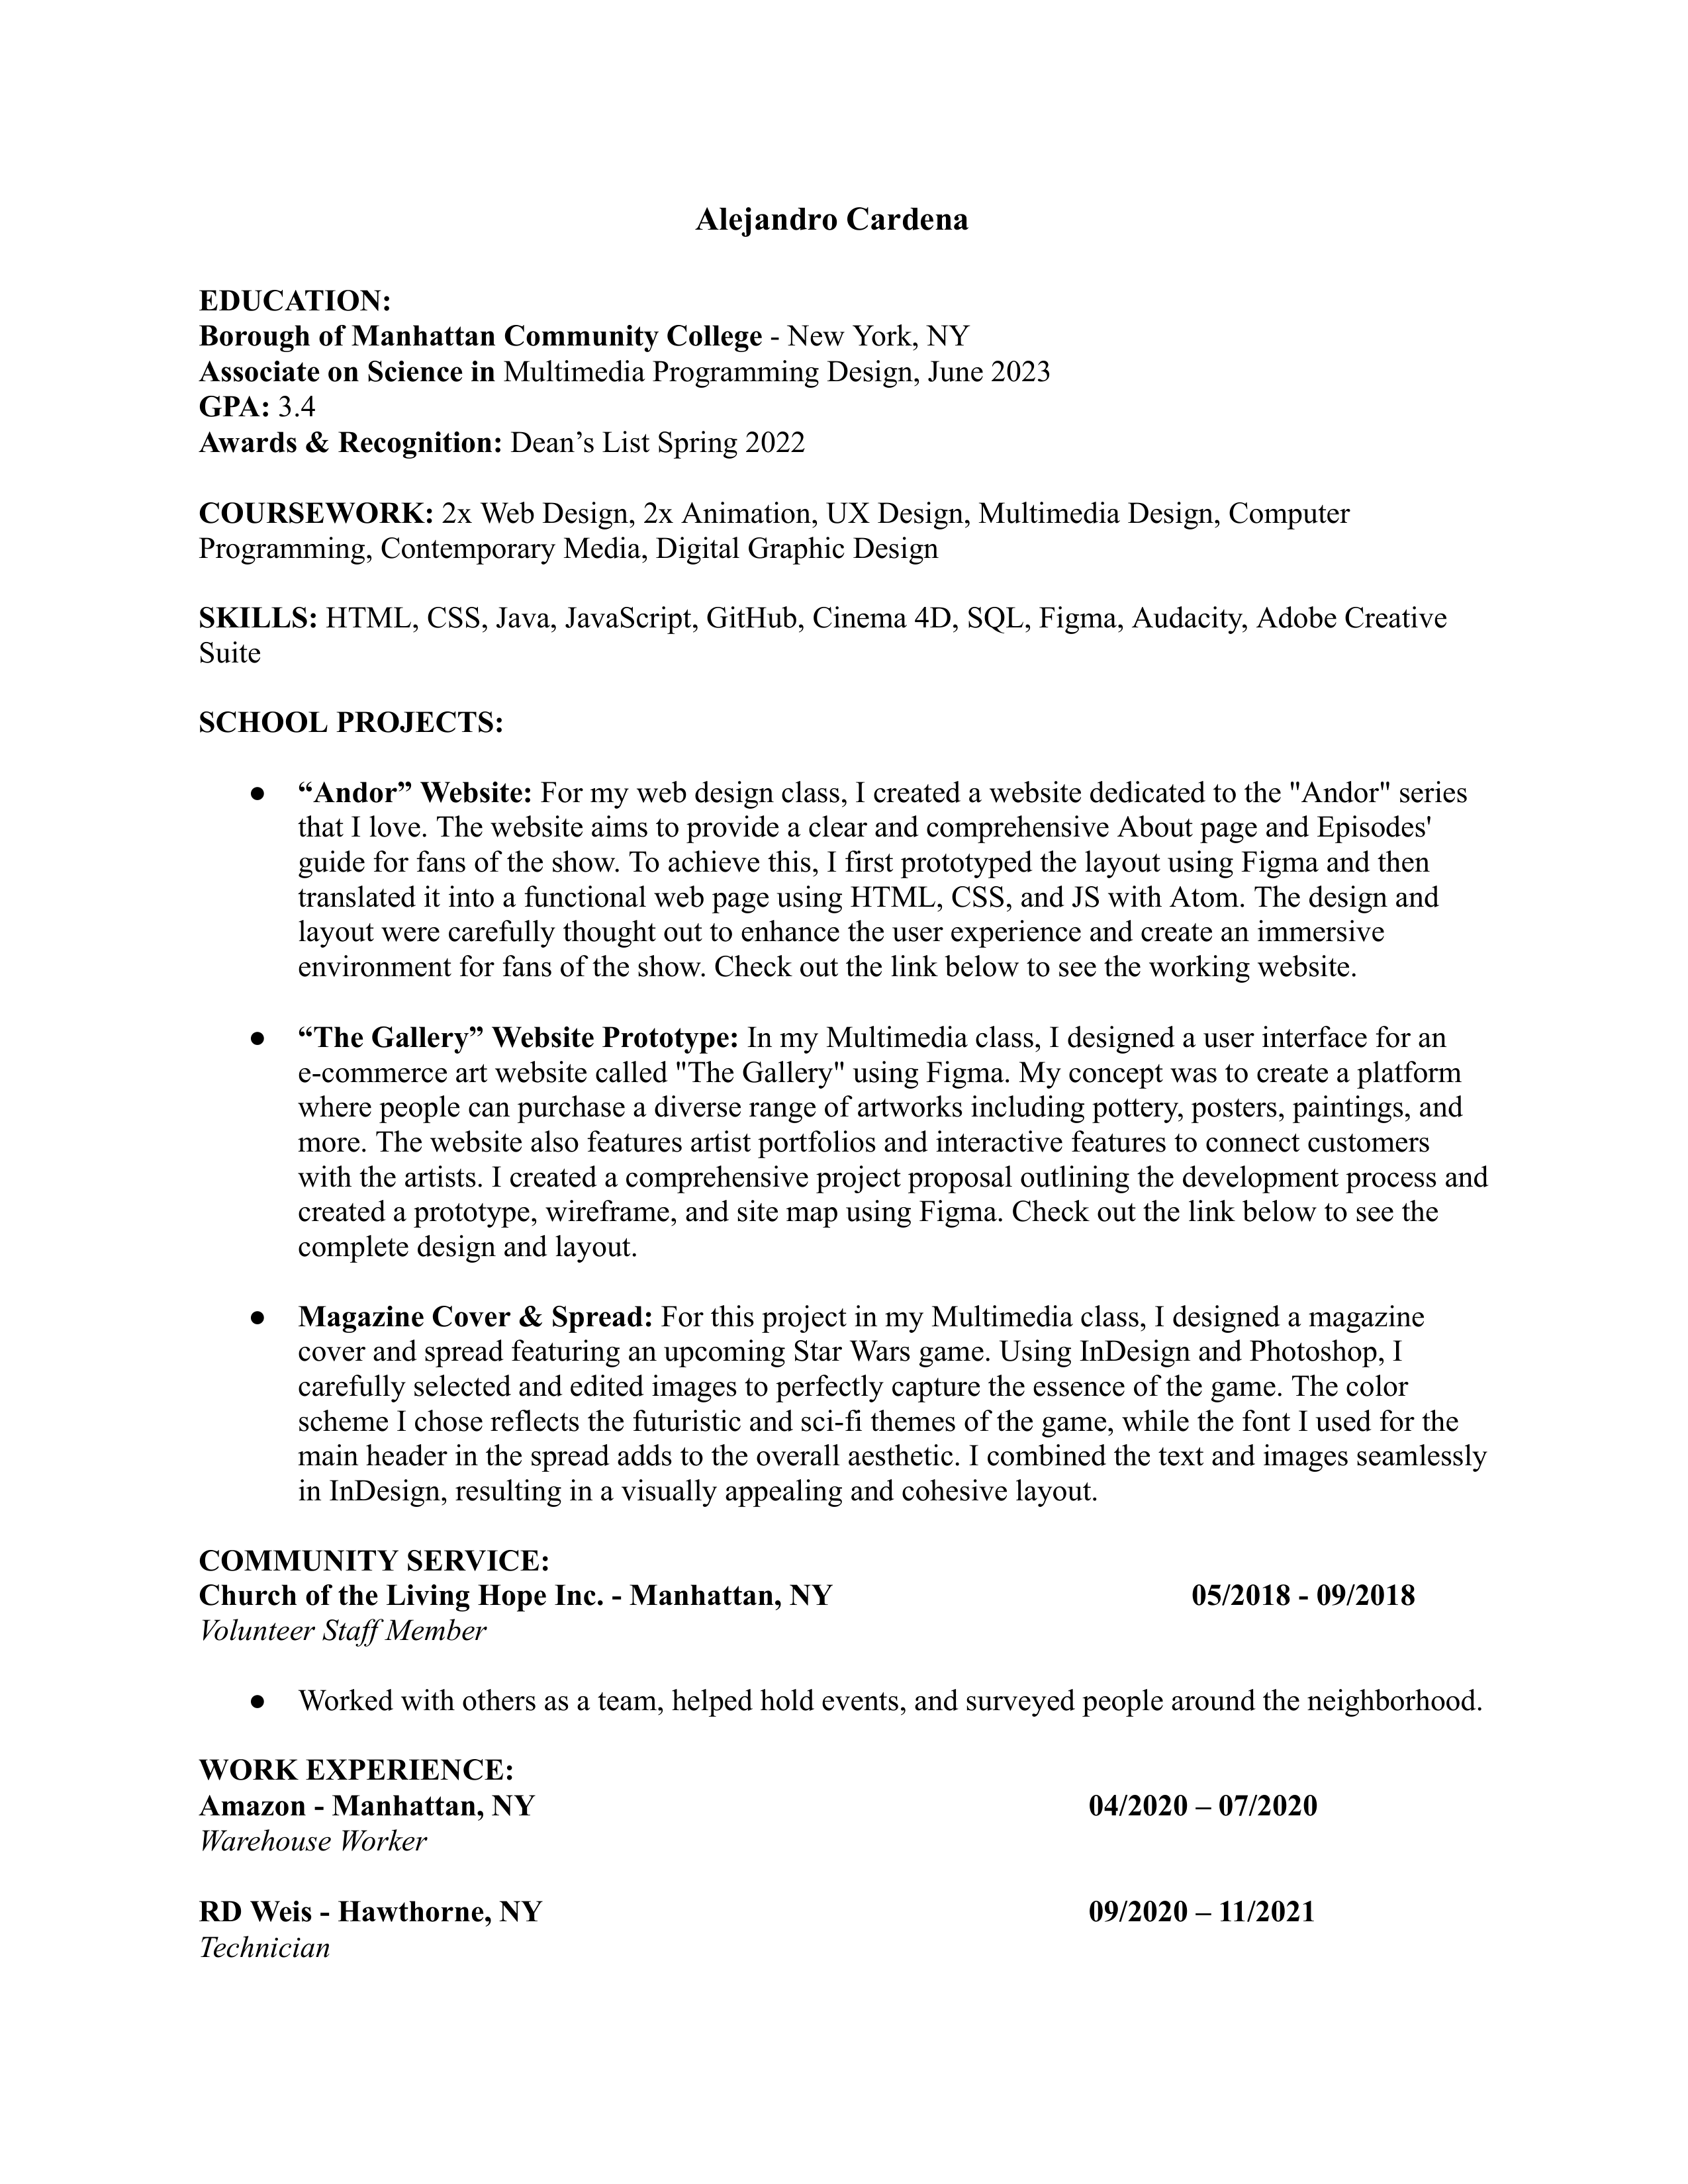 Alejandro Cardena
EDUCATION:
Borough of Manhattan Community College - New York, NY
Associate on Science in Multimedia Programming Design, June 2023
GPA: 3.4
Awards & Recognition: Dean’s List Spring 2022
COURSEWORK: 2x Web Design, 2x Animation, UX Design, Multimedia Design, Computer
Programming, Contemporary Media, Digital Graphic Design
SKILLS: HTML, CSS, Java, JavaScript, GitHub, Cinema 4D, SQL, Figma, Audacity, Adobe Creative
Suite
SCHOOL PROJECTS:
● “Andor” Website: For my web design class, I created a website dedicated to the "Andor" series
that I love. The website aims to provide a clear and comprehensive About page and Episodes'
guide for fans of the show. To achieve this, I first prototyped the layout using Figma and then
translated it into a functional web page using HTML, CSS, and JS with Atom. The design and
layout were carefully thought out to enhance the user experience and create an immersive
environment for fans of the show. Check out the link below to see the working website.
● “The Gallery” Website Prototype: In my Multimedia class, I designed a user interface for an
e-commerce art website called "The Gallery" using Figma. My concept was to create a platform
where people can purchase a diverse range of artworks including pottery, posters, paintings, and
more. The website also features artist portfolios and interactive features to connect customers
with the artists. I created a comprehensive project proposal outlining the development process and
created a prototype, wireframe, and site map using Figma. Check out the link below to see the
complete design and layout.
● Magazine Cover & Spread: For this project in my Multimedia class, I designed a magazine
cover and spread featuring an upcoming Star Wars game. Using InDesign and Photoshop, I
carefully selected and edited images to perfectly capture the essence of the game. The color
scheme I chose reflects the futuristic and sci-fi themes of the game, while the font I used for the
main header in the spread adds to the overall aesthetic. I combined the text and images seamlessly
in InDesign, resulting in a visually appealing and cohesive layout.
COMMUNITY SERVICE:
Church of the Living Hope Inc. - Manhattan, NY 05/2018 - 09/2018
Volunteer Staff Member
● Worked with others as a team, helped hold events, and surveyed people around the neighborhood.
WORK EXPERIENCE:
Amazon - Manhattan, NY 04/2020 – 07/2020
Warehouse Worker
RD Weis - Hawthorne, NY 09/2020 – 11/2021
Technician